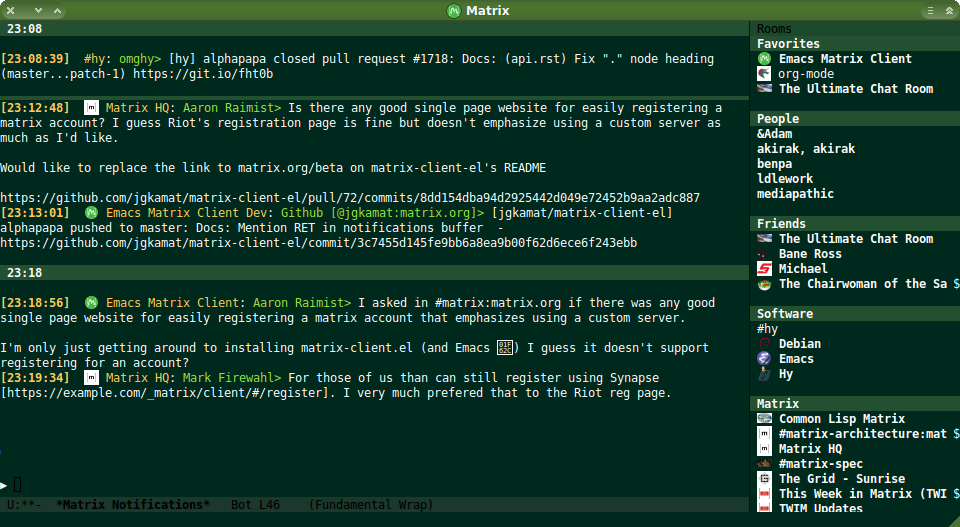 Matrix
23:08
[23:08:39] #hy: omghy> [hy] alphapapa closed pull request #1718: Docs: (api.rst) Fix "." node heading
(master...patch-1) https://git.io/fht0b
[23:12:48] [m] Matrix HQ: Aaron Raimist> Is there any good single page website for easily registering a
matrix account? I guess Riot's registration page is fine but doesn't emphasize using a custom server as
much as I'd like.
Would like to replace the link to matrix.org/beta on matrix-client-el's README
https://github.com/jgkamat/matrix-client-el/pull/72/commits/8dd154dba94d2925442d049e72452b9aa2adc887
[23:13:01] Emacs Matrix Client Dev: Github [@jgkamat:matrix.org]> [jgkamat/matrix-client-el]
alphapapa pushed to master: Docs: Mention RET in notifications buffer  -
https://github.com/jgkamat/matrix-client-el/commit/3c7455d145fe9bb6a8ea9b00f62d6ece6f243ebb
23:18
[23:18:56] Emacs Matrix Client: Aaron Raimist> I asked in #matrix:matrix.org if there was any good
single page website for easily registering a matrix account that emphasizes using a custom server.
I'm only just getting around to installing matrix-client.el (and Emacs 01F62C) I guess it doesn't support
registering for an account?
[23:19:34] [m] Matrix HQ: Mark Firewahl> For those of us than can still register using Synapse
[https://example.com/_matrix/client/#/register]. I very much prefered that to the Riot reg page.
U:**-  *Matrix Notifications*   Bot L46    (Fundamental Wrap)
Rooms
Favorites
Emacs Matrix Client
org-mode
The Ultimate Chat Room
People
&Adam
akirak, akirak
benpa
ldlework
mediapathic
Friends
The Ultimate Chat Room
Bane Ross
Michael
The Chairwoman of the Sa $
Software
#hy
Debian
Emacs
Hy
Matrix
Common Lisp Matrix
[m] #matrix-architecture:mat $
[m] Matrix HQ
#matrix-spec
The Grid - Sunrise
This Week in Matrix (TWI $
TWIM Updates